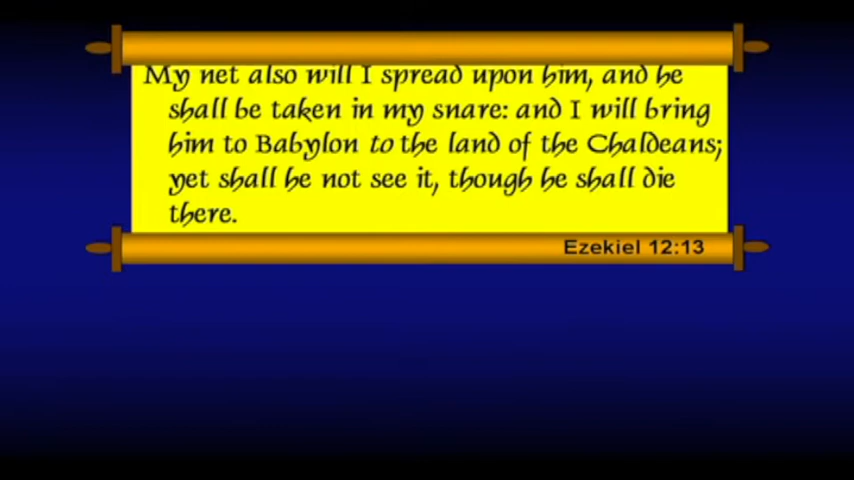 My net also will I spread upon him, and he
shall be taken in my snare: and I will bring
him to Babylon to the land of the Chaldeans;
yet shall he not see it, though he shall die
there.
Ezekiel 12:13